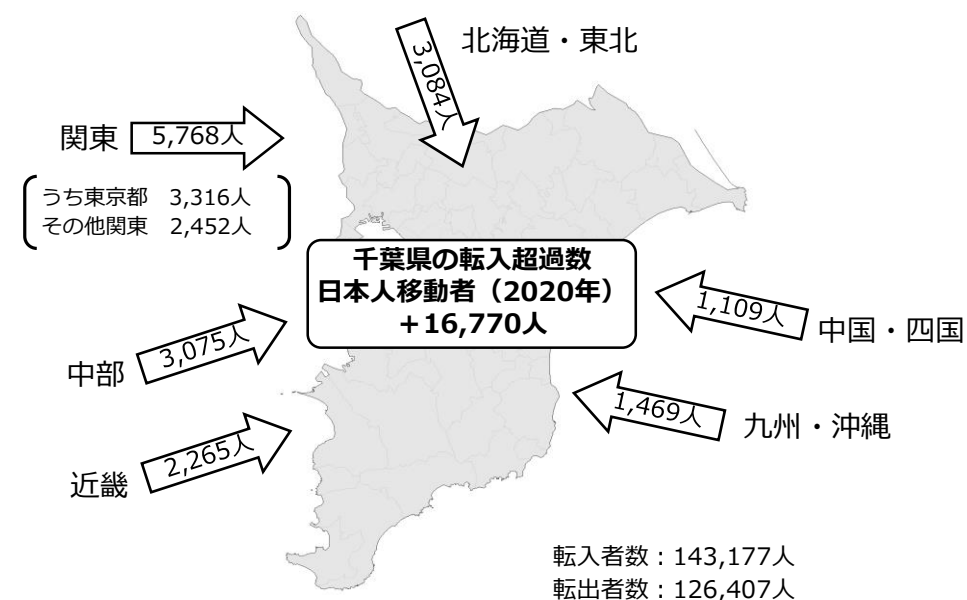 北海道・東北
3,084人
関東
5,768人
うち東京都 3,316人
その他関東 2,452人
千葉県の転入超過数
日本人移動者（2020年）
＋16,770人
1,109人
中国・四国
3,075人
中部
1,469人
九州・沖縄
2,265人
近畿
転入者数：143,177人
転出者数：126,407人